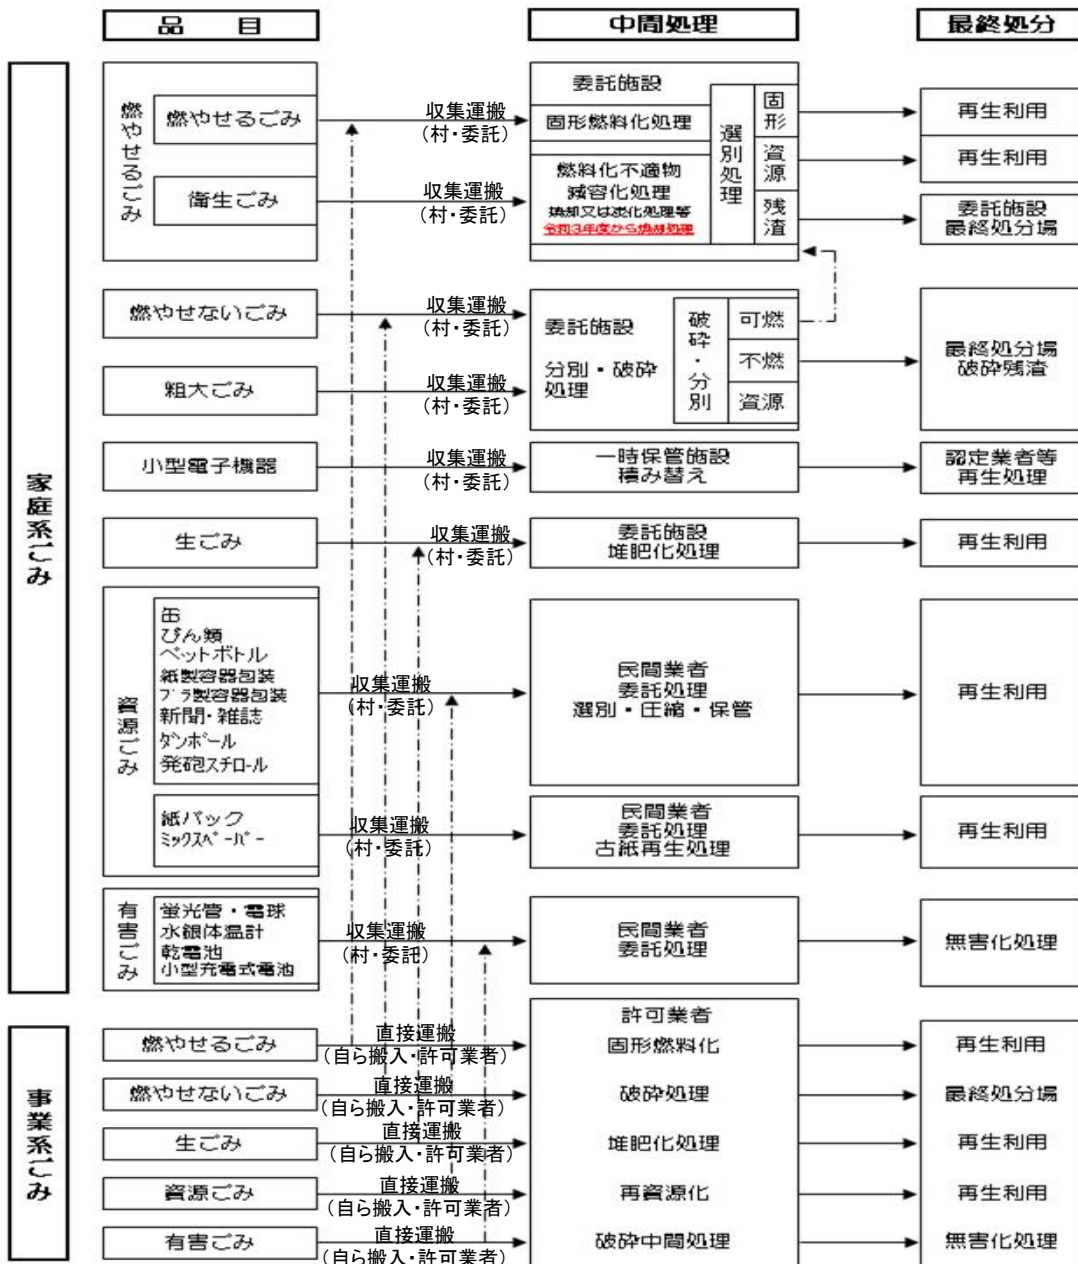 品 目
中間処理
最終処分
家庭系ごみ
燃やせるごみ
燃やせるごみ
収集運搬
(村・委託)
衛生ごみ
収集運搬
(村・委託)
委託施設
固形燃料化処理
燃料化不適物
減容化処理
焼却又は炭化処理等
令和3年度から焼却処理
選別処理
固形
資源
残渣
再生利用
再生利用
委託施設
最終処分場
燃やせないごみ
収集運搬
(村・委託)
粗大ごみ
収集運搬
(村・委託)
委託施設
分別・破砕
処理
破砕・分別
可燃
不燃
資源
最終処分場
破砕残渣
小型電子機器
収集運搬
(村・委託)
一時保管施設
積み替え
認定業者等
再生処理
生ごみ
収集運搬
(村・委託)
委託施設
堆肥化処理
再生利用
資源ごみ
缶
びん類
ペットボトル
紙製容器包装
プラ製容器包装
新聞・雑誌
ダンボール
発砲スチロール
収集運搬
(村・委託)
民間業者
委託処理
選別・圧縮・保管
再生利用
紙パック
ミックスペーパー
収集運搬
(村・委託)
民間業者
委託処理
古紙再生処理
再生利用
有害ごみ
蛍光管・電球
水銀体温計
乾電池
小型充電式電池
収集運搬
(村・委託)
民間業者
委託処理
無害化処理
事業系ごみ
許可業者
燃やせるごみ
直接運搬
(自ら搬入・許可業者)
固形燃料化
再生利用
燃やせないごみ
直接運搬
(自ら搬入・許可業者)
破砕処理
最終処分場
生ごみ
直接運搬
(自ら搬入・許可業者)
堆肥化処理
再生利用
資源ごみ
直接運搬
(自ら搬入・許可業者)
再資源化
再生利用
有害ごみ
直接運搬
(自ら搬入・許可業者)
破砕中間処理
無害化処理